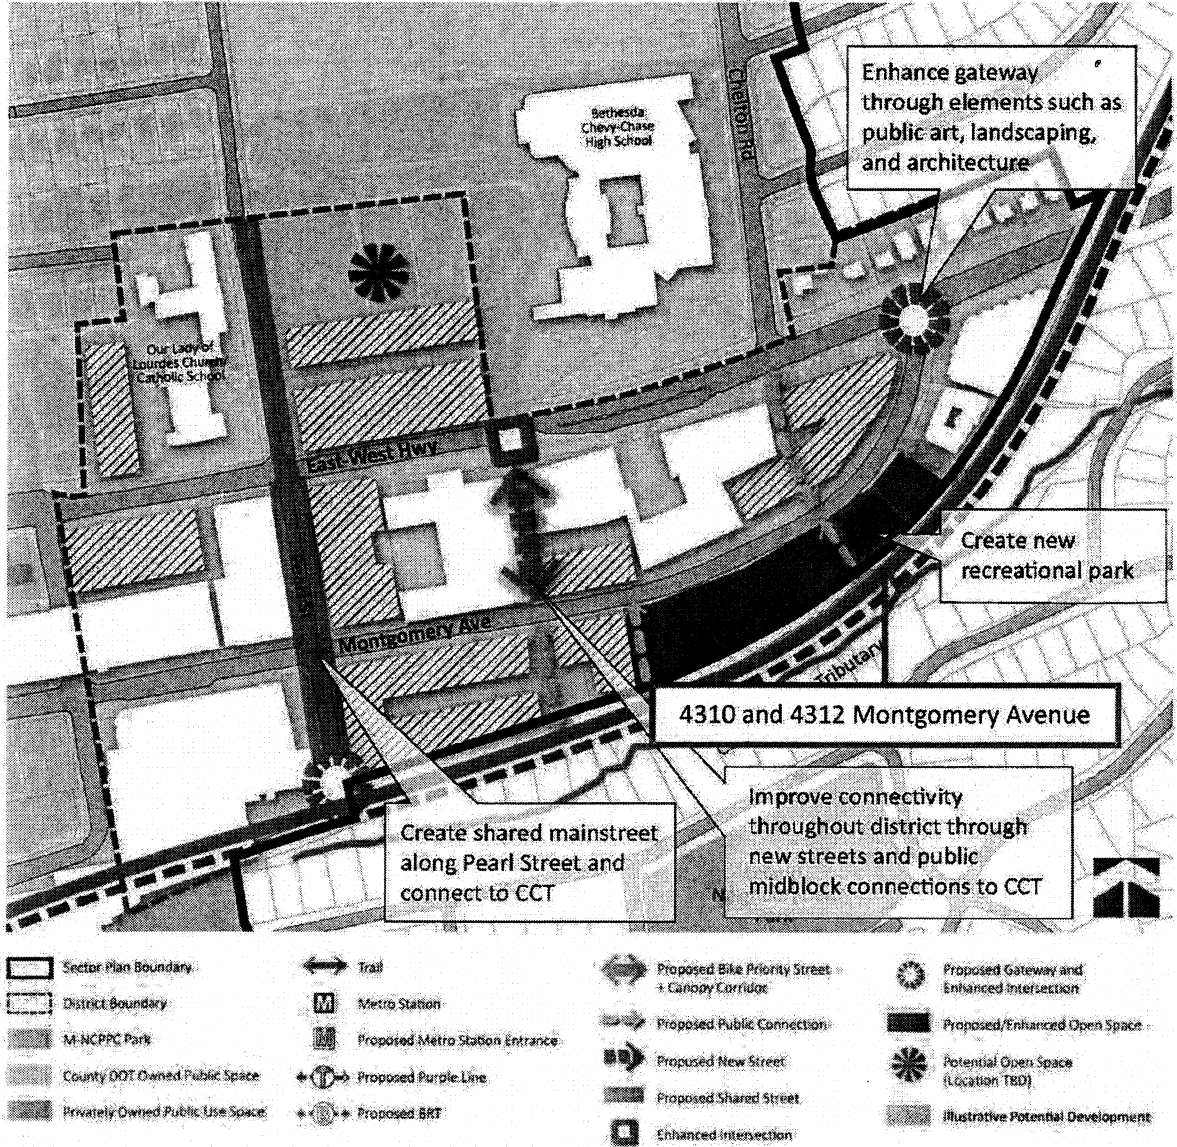 Enhance gateway
through elements such as
public art, landscaping,
and architecture
Bethesda
Chevy-Chase
High School
Chelton Rd
Our Lady of
Lourdes Church/
Catholic School
East-West Hwy
Pearl St
Create new
recreational park
Montgomery Ave
Tributary
4310 and 4312 Montgomery Avenue
Create shared mainstreet
along Pearl Street and
connect to CCT
Improve connectivity
throughout district through
new streets and public
midblock connections to CCT
Park
Sector Plan Boundary
District Boundary
M-NCPPC Park
County DOT Owned Public Space
Privately Owned Public Use Space
Trail
M Metro Station
M Proposed Metro Station Entrance
T Proposed Purple Line
B Proposed BRT
Proposed Bike Priority Street
+ Canopy Corridor
Proposed Public Connection
Proposed New Street
Proposed Shared Street
Enhanced Intersection
Proposed Gateway and
Enhanced Intersection
Proposed/Enhanced Open Space
Potential Open Space
(Location TBD)
Illustrative Potential Development